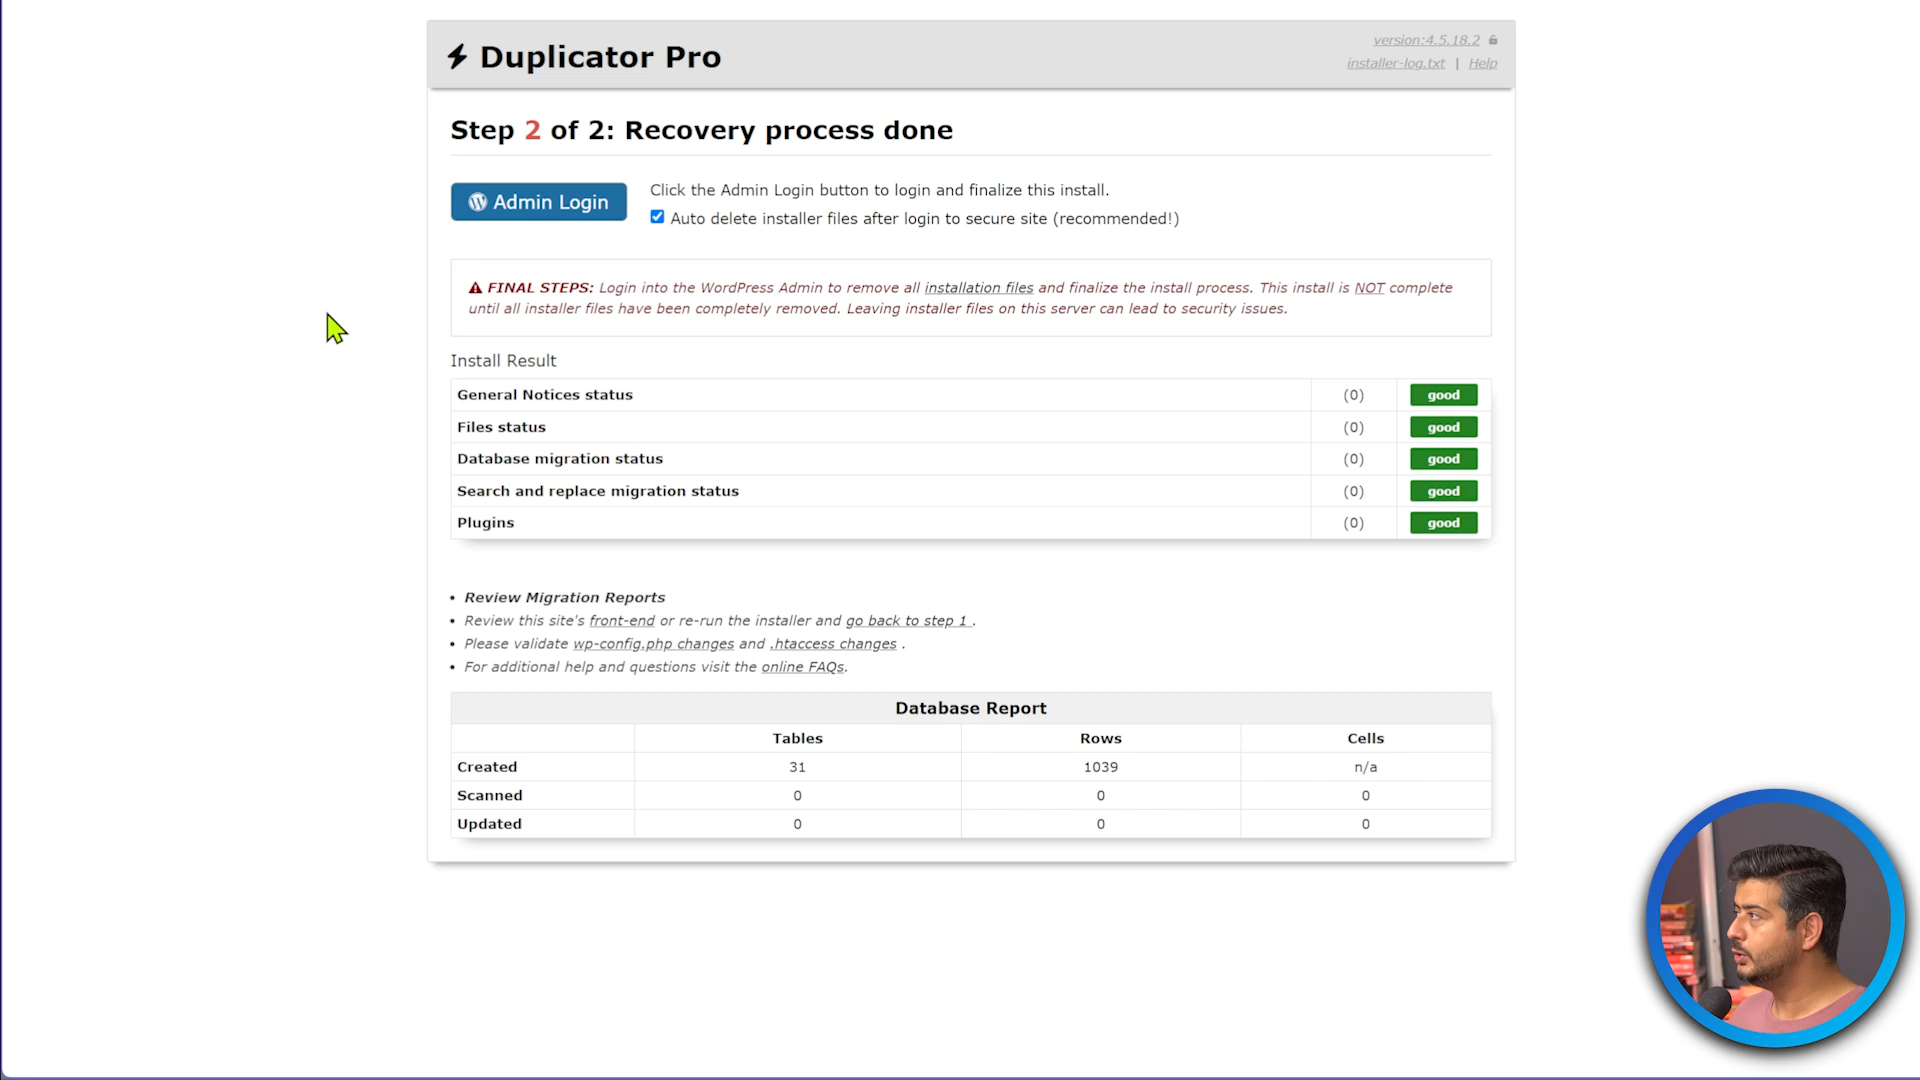 Duplicator Pro
version:4.5.18.2
installer-log.txt | Help
Step 2 of 2: Recovery process done
Admin Login
Click the Admin Login button to login and finalize this install.
Auto delete installer files after login to secure site (recommended!)
FINAL STEPS: Login into the WordPress Admin to remove all installation files and finalize the install process. This install is NOT complete
until all installer files have been completely removed. Leaving installer files on this server can lead to security issues.
Install Result
General Notices status (0) good
Files status (0) good
Database migration status (0) good
Search and replace migration status (0) good
Plugins (0) good
• Review Migration Reports
• Review this site's front-end or re-run the installer and go back to step 1 .
• Please validate wp-config.php changes and .htaccess changes .
• For additional help and questions visit the online FAQs.
Database Report
Tables Rows Cells
Created 31 1039 n/a
Scanned 0 0 0
Updated 0 0 0